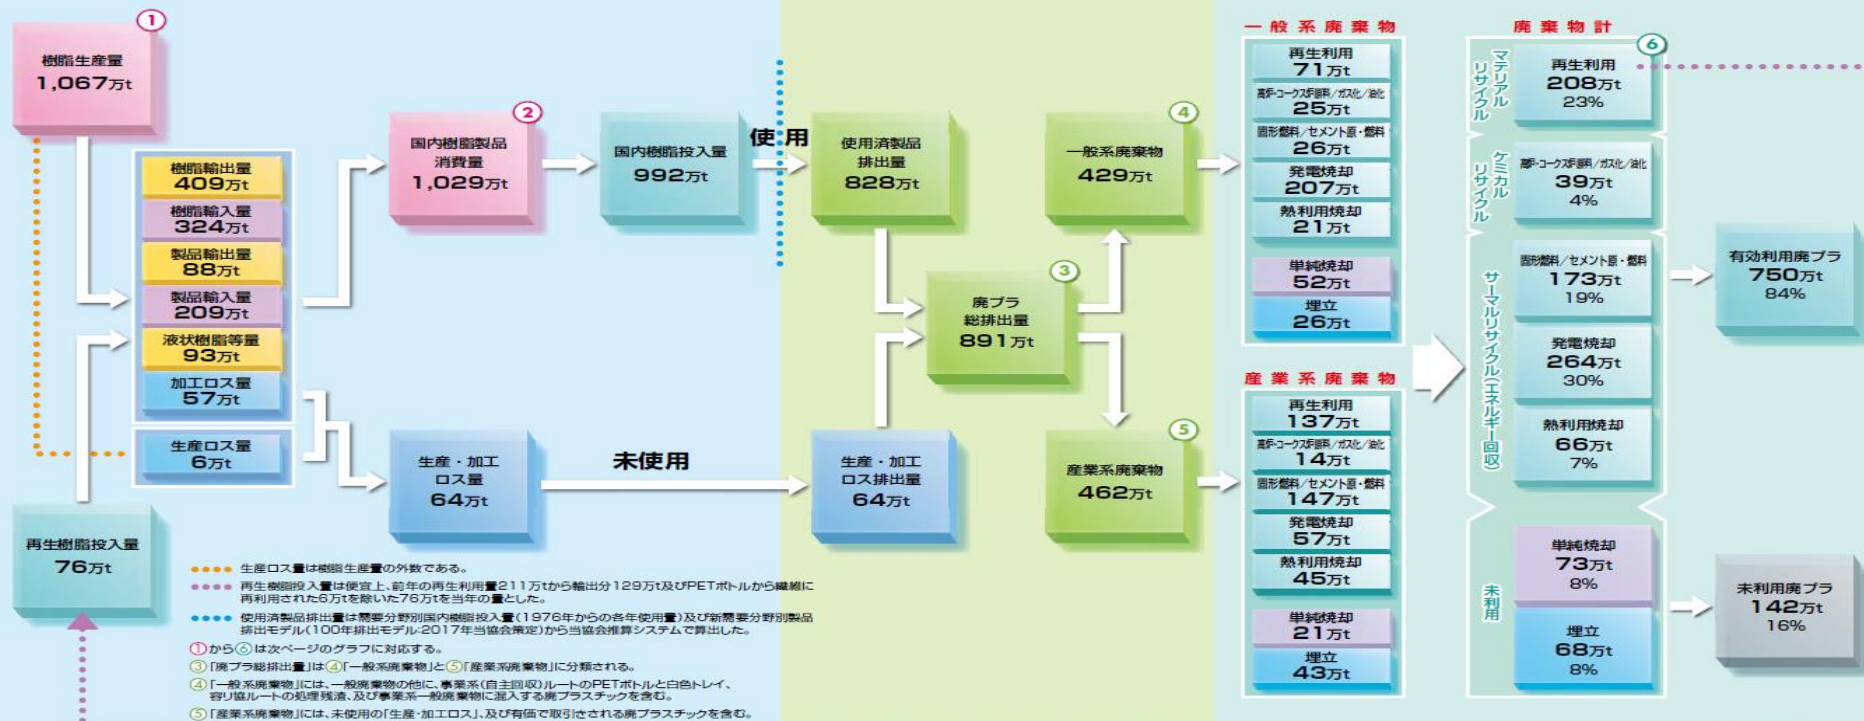 ①
樹脂生産量
1,067万t
樹脂輸出量
409万t
樹脂輸入量
324万t
製品輸出量
88万t
製品輸入量
209万t
液状樹脂等量
93万t
加工ロス量
57万t
生産ロス量
6万t
再生樹脂投入量
76万t
②
国内樹脂製品
消費量
1,029万t
国内樹脂投入量
992万t
使用
生産・加工
ロス量
64万t
未使用
使用済製品
排出量
828万t
③
廃プラ
総排出量
891万t
生産・加工
ロス排出量
64万t
④
一般系廃棄物
429万t
⑤
産業系廃棄物
462万t
一般系廃棄物
再生利用
71万t
高炉・コークス炉原料/ガス化/油化
25万t
固形燃料/セメント原・燃料
26万t
発電焼却
207万t
熱利用焼却
21万t
単純焼却
52万t
埋立
26万t
産業系廃棄物
再生利用
137万t
高炉・コークス炉原料/ガス化/油化
14万t
固形燃料/セメント原・燃料
147万t
発電焼却
57万t
熱利用焼却
45万t
単純焼却
21万t
埋立
43万t
廃棄物計
⑥
マテリアル
リサイクル
再生利用
208万t
23%
ケミカル
リサイクル
高炉・コークス炉原料/ガス化/油化
39万t
4%
サーマルリサイクル(エネルギー回収)
固形燃料/セメント原・燃料
173万t
19%
発電焼却
264万t
30%
熱利用焼却
66万t
7%
未利用
単純焼却
73万t
8%
埋立
68万t
8%
有効利用廃プラ
750万t
84%
未利用廃プラ
142万t
16%
生産ロス量は樹脂生産量の外数である。
再生樹脂投入量は便宜上、前年の再生利用量211万tから輸出分129万t及びPETボトルから繊維に
再利用された6万tを除いた76万tを当年の量とした。
使用済製品排出量は需要分野別国内樹脂投入量(1976年からの各年使用量)及び新需要分野別製品
排出モデル(100年排出モデル:2017年当協会策定)から当協会推算システムで算出した。
①から⑥は次ページのグラフに対応する。
③「廃プラ総排出量」は④「一般系廃棄物」と⑤「産業系廃棄物」に分類される。
④「一般系廃棄物」には、一般廃棄物の他に、事業系(自主回収)ルートのPETボトルと白色トレイ、
容リ協ルートの処理残渣、及び事業系一般廃棄物に混入する廃プラスチックを含む。
⑤「産業系廃棄物」には、未使用の「生産・加工ロス」、及び有価で取引きされる廃プラスチックを含む。